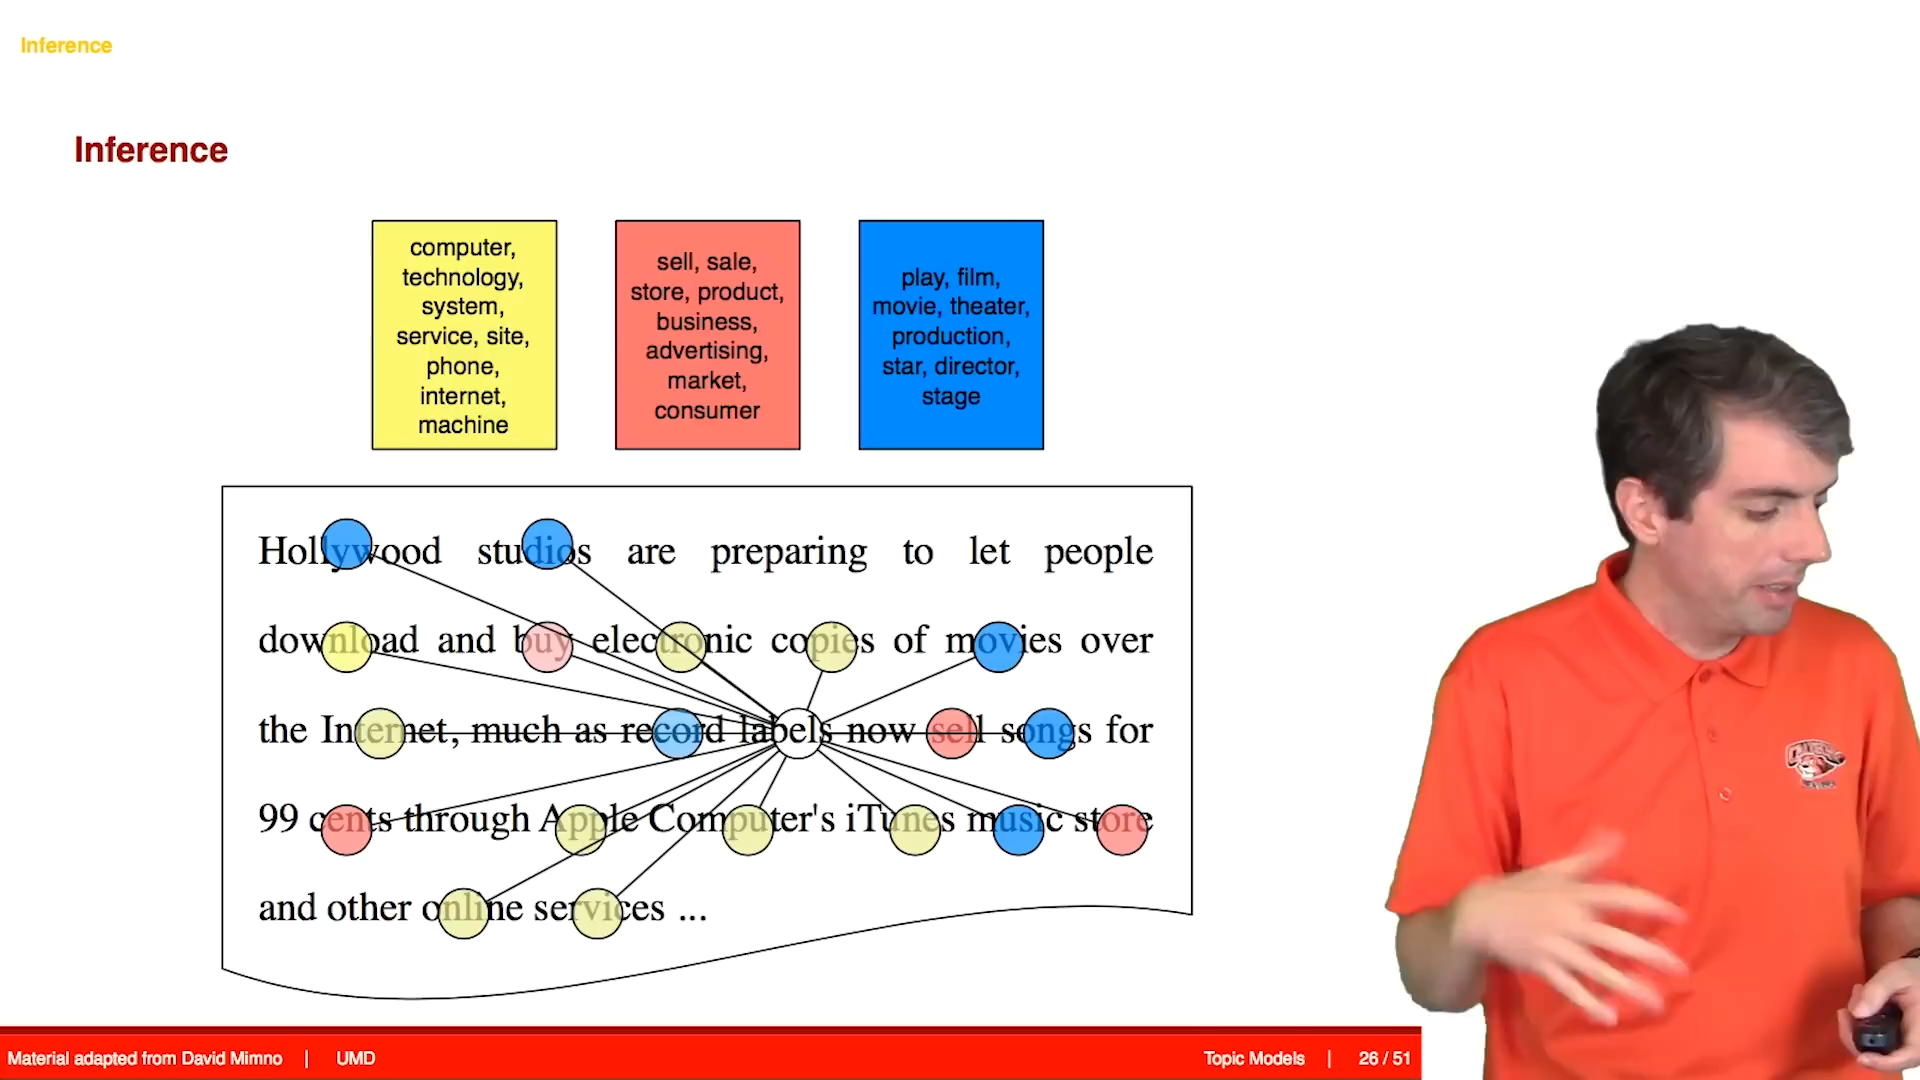 Inference
Inference
computer,
technology,
system,
service, site,
phone,
internet,
machine
sell, sale,
store, product,
business,
advertising,
market,
consumer
play, film,
movie, theater,
production,
star, director,
stage
Hollywood studios are preparing to let people
download and buy electronic copies of movies over
the Internet, much as record labels now sell songs for
99 cents through Apple Computer's iTunes music store
and other online services ...
Material adapted from David Mimno | UMD
Topic Models | 26 / 51